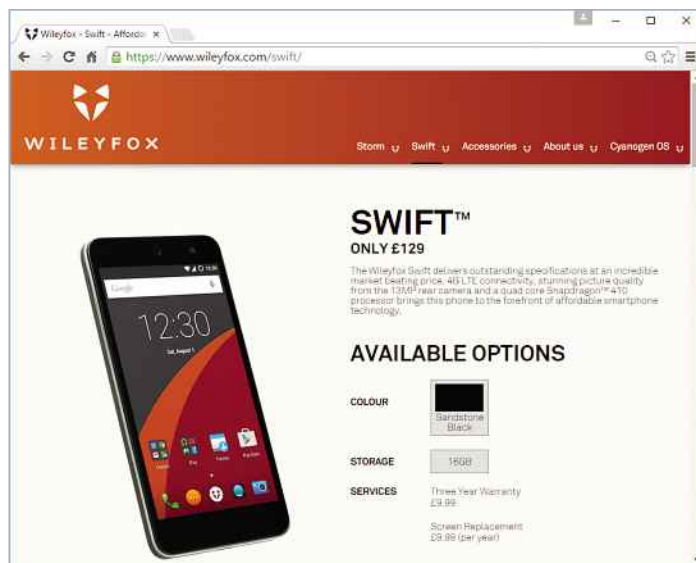 Wileyfox - Swift - Affordal
https://www.wileyfox.com/swift/
WILEYFOX
Storm Swift Accessories About us Cyanogen OS
SWIFT™
ONLY £129
The Wileyfox Swift delivers outstanding specifications at an incredible
market beating price. 4G LTE connectivity, stunning picture quality
from the 13MP rear camera and a quad core Snapdragon™ 410
processor brings this phone to the forefront of affordable smartphone
technology.
Google
12:30
Sat, August 1
AVAILABLE OPTIONS
COLOUR
Sandstone
Black
STORAGE
16GB
SERVICES
Three Year Warranty
£9.99
Screen Replacement
£9.99 (per year)